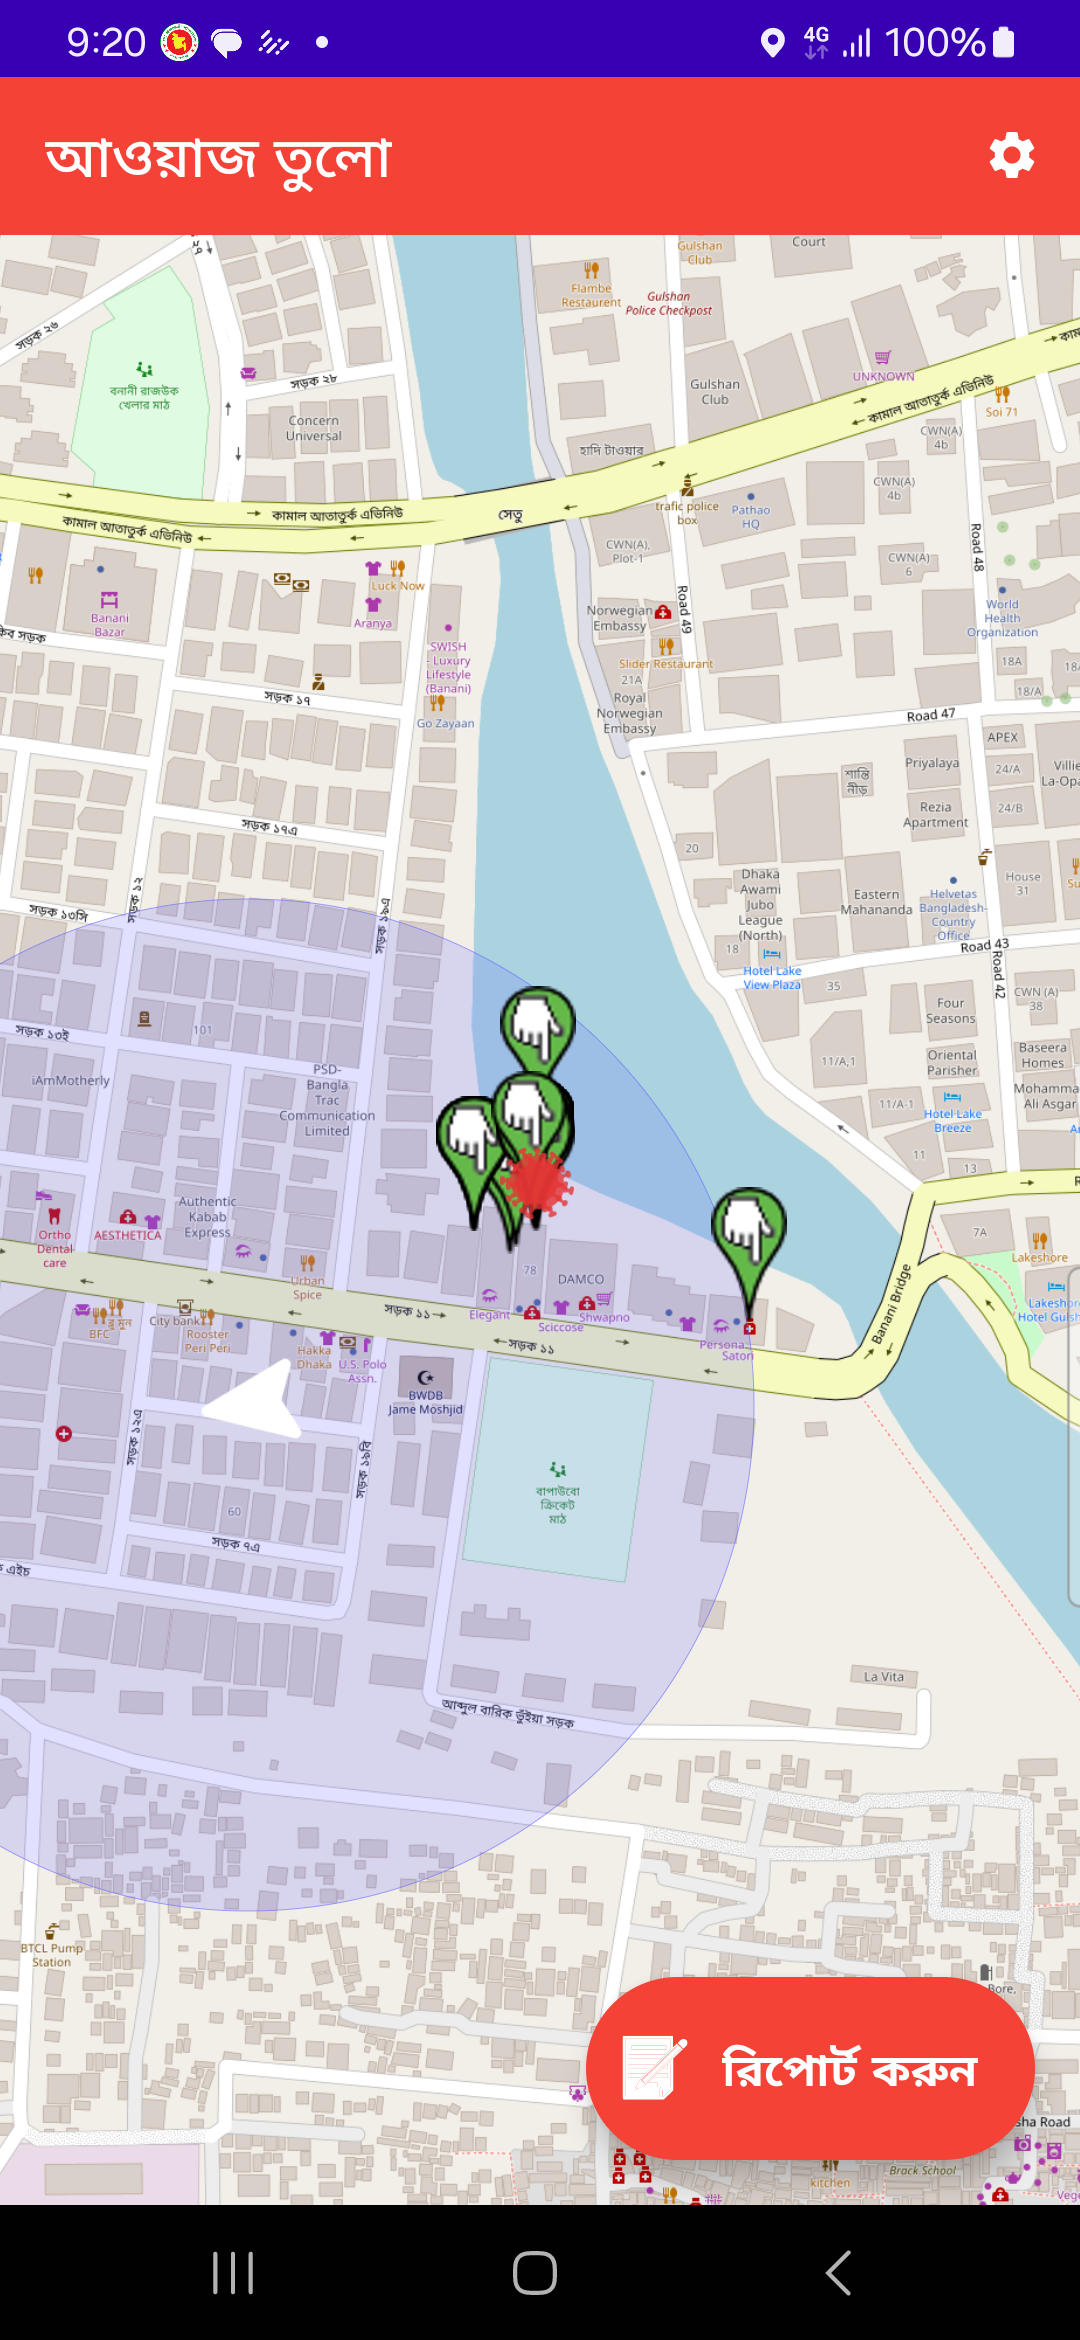 9:20
4G
100%
আওয়াজ তুলো
Gulshan
Club
Court
Flambe
Restaurent
Gulshan
Police Checkpost
সড়ক ২৬
বনানী রাজউক
খেলার মাঠ
সড়ক ২৮
Concern
Universal
UNKNOWN
Gulshan
Club
কামাল আতাতুর্ক এভিনিউ
Soi 71
হাদি টাওয়ার
CWN(A)
4b
CWN(A)
4b
কামাল আতাতুর্ক এভিনিউ
কামাল আতাতুর্ক এভিনিউ
সেতু
trafic police
box
Pathao
HQ
CWN(A),
Plot-1
CWN(A)
6
Road 48
Luck Now
Banani
Bazar
Aranya
Norwegian
Embassy
Road 49
World
Health
Organization
SWISH
- Luxury
Lifestyle
(Banani)
Slider Restaurant
21A
18A
18/A
সড়ক ১৭
Go Zayaan
Royal
Norwegian
Embassy
Road 47
APEX
Priyalaya
শান্তি
নীড়
24/A
Villie
La-Opa
24/B
Rezia
Apartment
সড়ক ১৭এ
20
সড়ক ১২
Dhaka
Awami
Jubo
League
(North)
Eastern
Mahananda
Helvetas
Bangladesh-
Country
Office
House
31
সড়ক ১৩সি
সড়ক ১৯এ
18
Road 43
Road 42
Hotel Lake
View Plaza
35
Four
Seasons
CWN (A)
38
সড়ক ১৩ই
101
iAmMotherly
PSD-
Bangla
Trac
Communication
Limited
11/A,1
Oriental
Parisher
Baseera
Homes
Mohamma
Ali Asgar
11/A-1
Hotel Lake
Breeze
11
13
Authentic
Kabab
Express
Ortho
Dental
care
AESTHETICA
7A
Lakeshore
78
DAMCO
Urban
Spice
Banani Bridge
Lakeshore
Hotel Gulsh
সড়ক ১১
Elegant
Sciccose
Shwapno
BFC
City bank
Rooster
Peri Peri
Hakka
Dhaka
U.S. Polo
Assn.
সড়ক ১১
Persona
Saton
BWDB
Jame Moshjid
সড়ক ১২এ
সড়ক ১৯বি
বাপাউবো
ক্রিকেট
মাঠ
60
সড়ক ৭এ
La Vita
আব্দুল বারিক ভূঁইয়া সড়ক
BTCL Pump
Station
রিপোর্ট করুন
sha Road
kitchen
Brack School